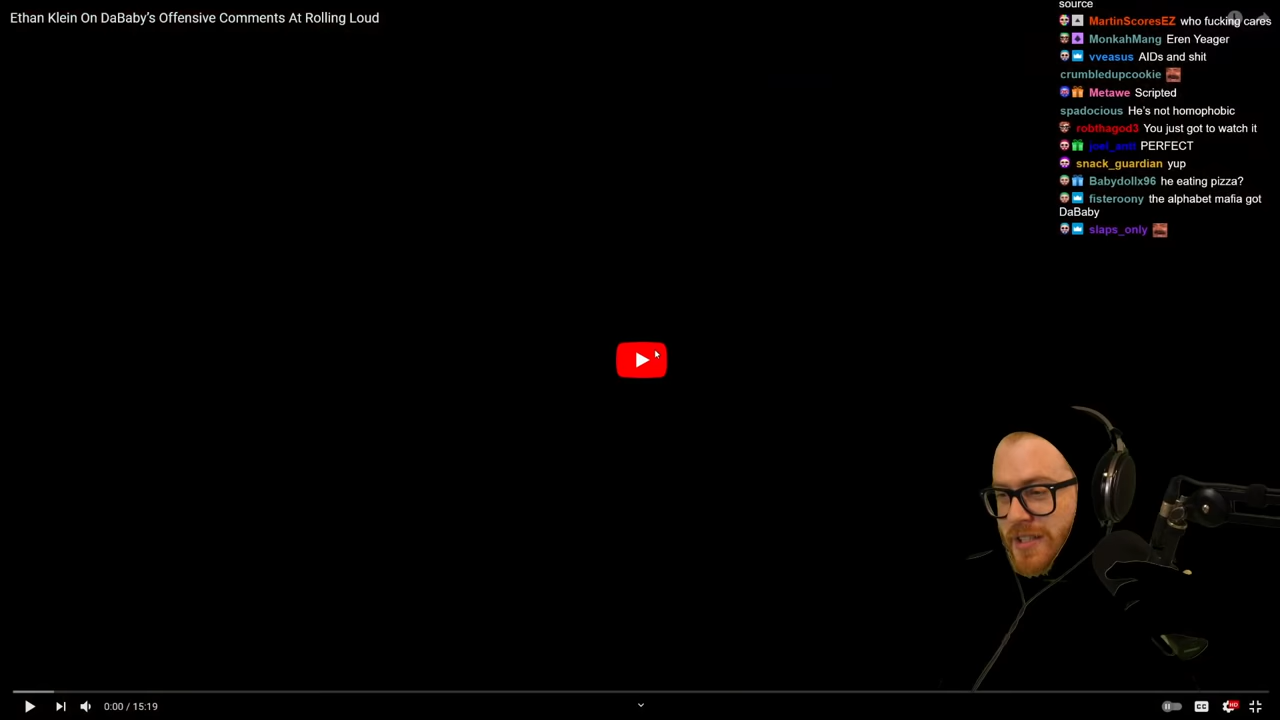 Ethan Klein On DaBaby’s Offensive Comments At Rolling Loud
source
MartinScoresEZ who fucking cares
MonkahMang Eren Yeager
vveasus AIDs and shit
crumbledupcookie
Metawe Scripted
spadocious He's not homophobic
robthagod3 You just got to watch it
PERFECT
snack_guardian yup
Babydollx96 he eating pizza?
fisteroony the alphabet mafia got
DaBaby
slaps_only
0:00 / 15:19
CC
HD